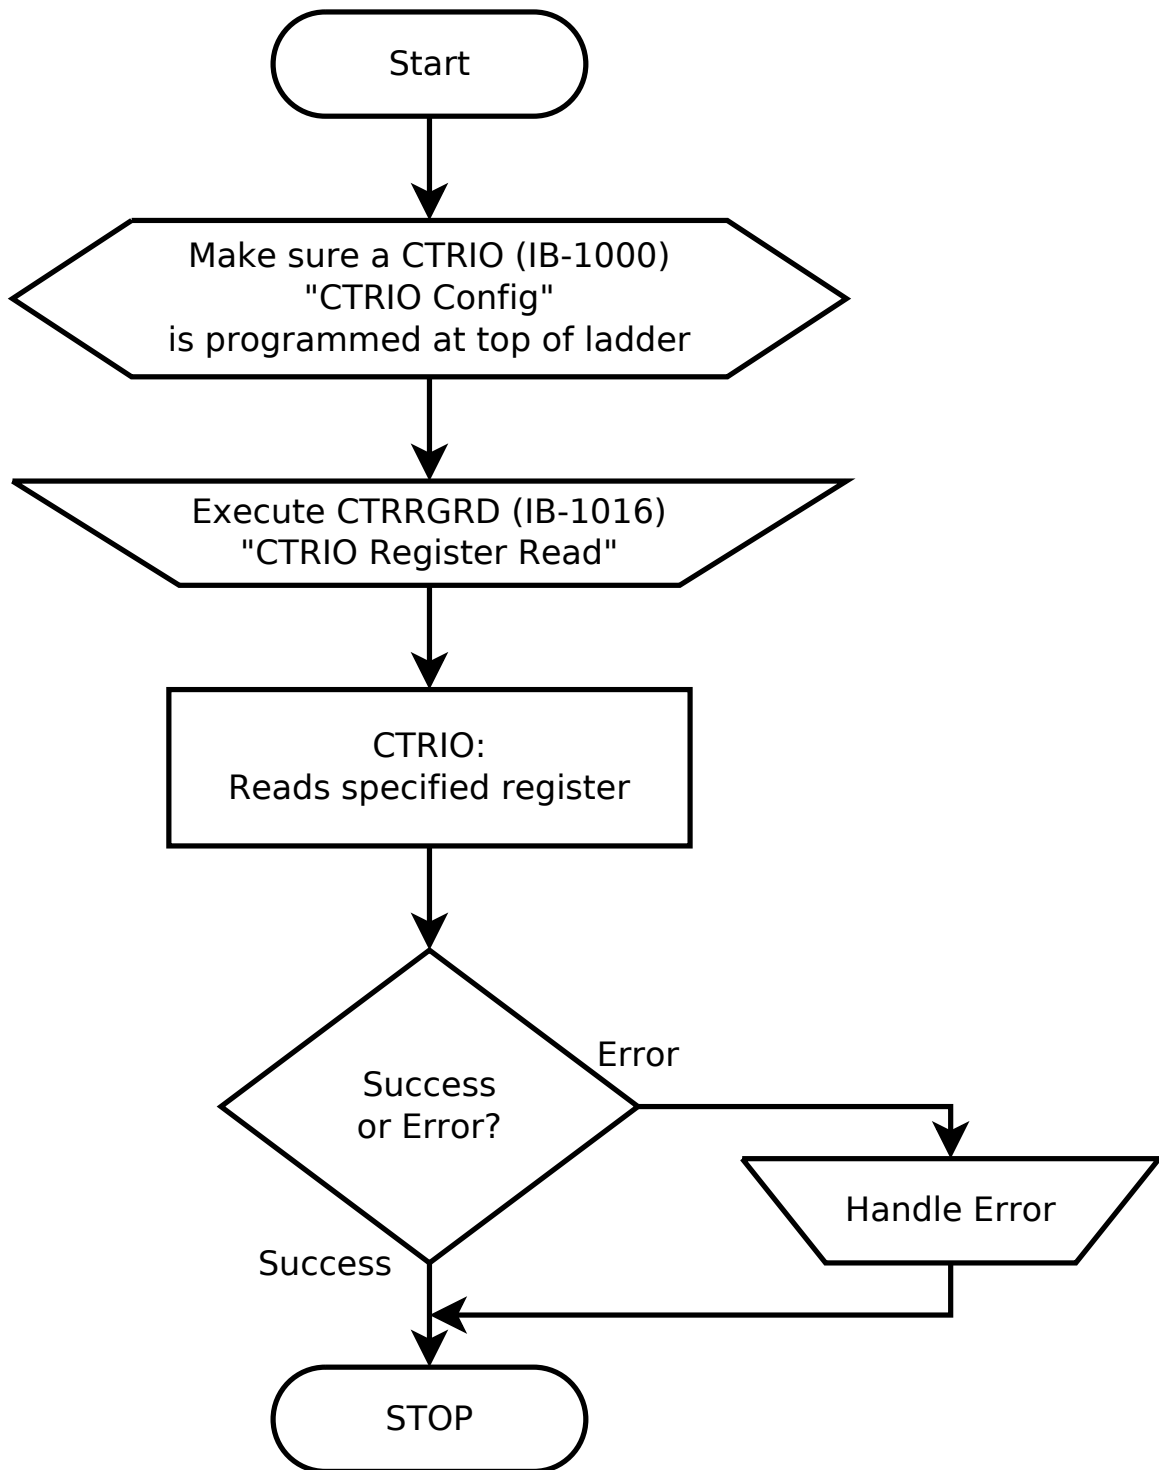 Start
Make sure a CTRIO (IB-1000)
"CTRIO Config"
is programmed at top of ladder
Execute CTRRGRD (IB-1016)
"CTRIO Register Read"
CTRIO:
Reads specified register
Error
Success
or Error?
Handle Error
Success
STOP